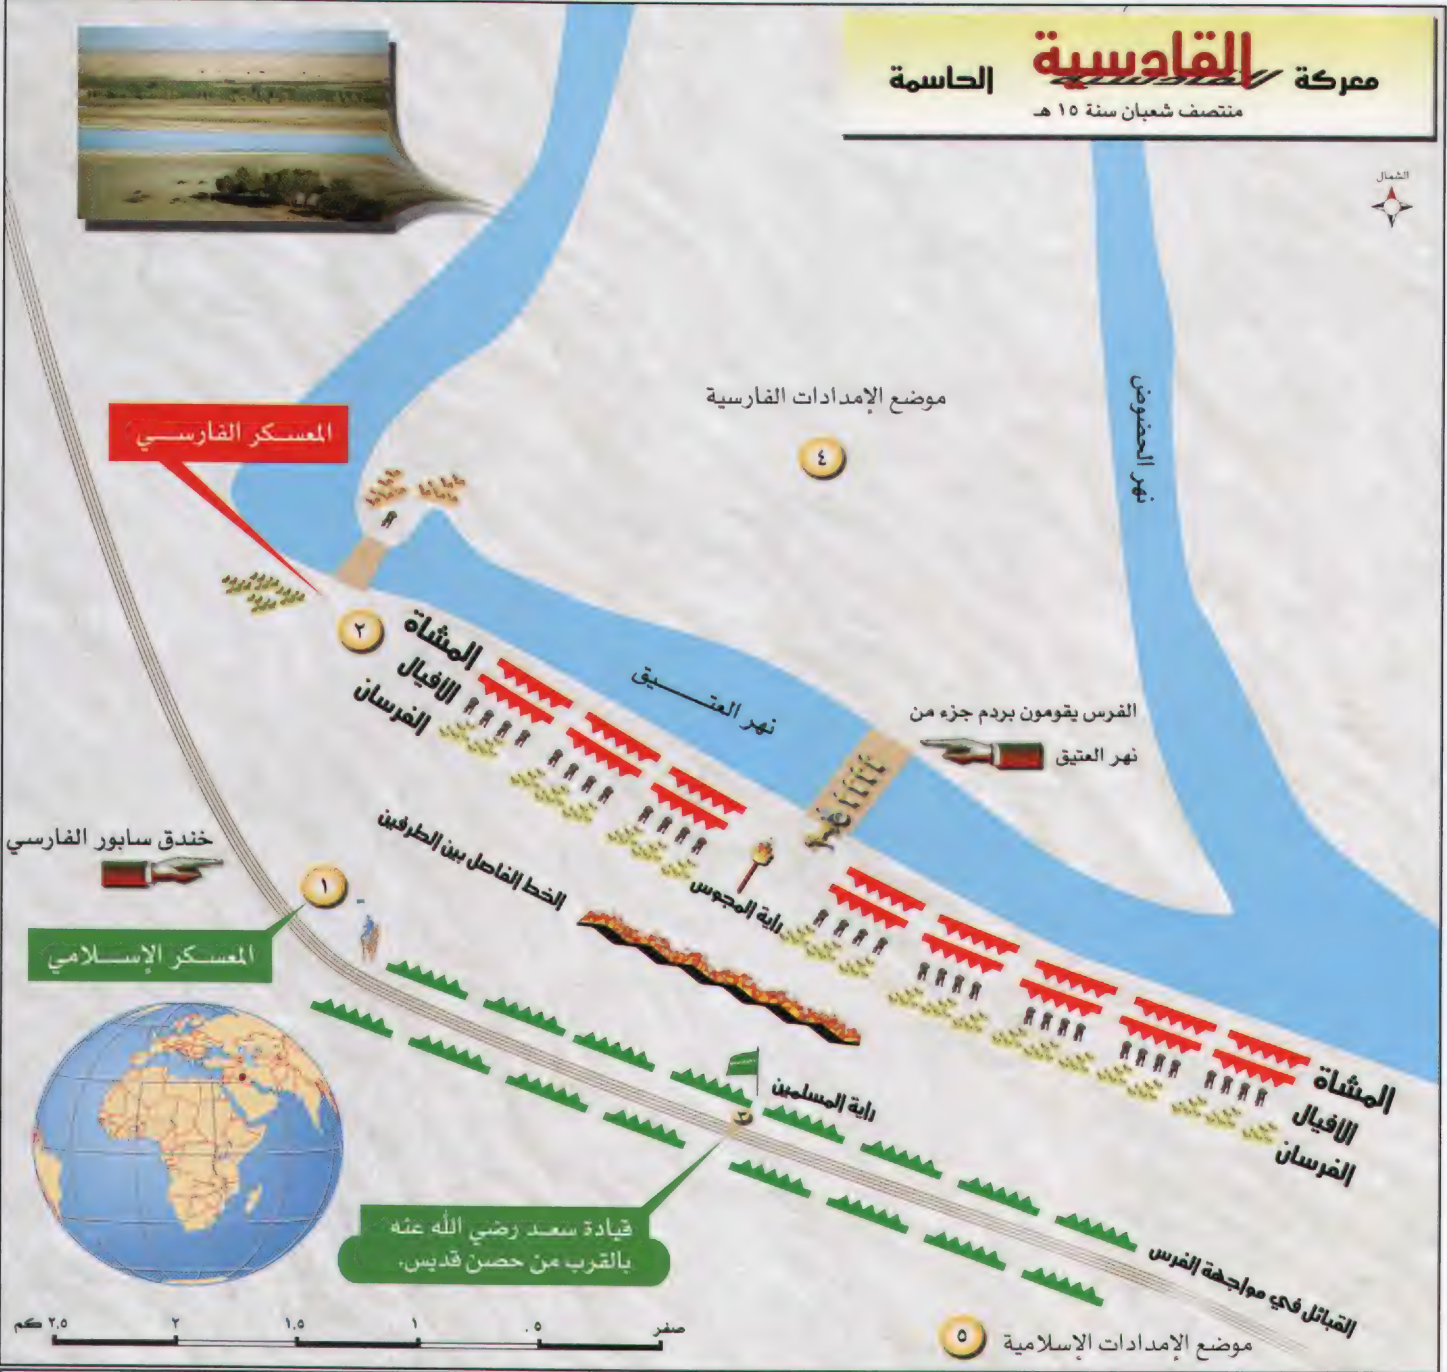 معركة القادسية الحاسمة
منتصف شعبان سنة ١٥ هـ
الشمال
نهر الحضوض
موضع الإمدادات الفارسية
٤
المعسكر الفارسي
٢
المشاة
الافيال
الفرسان
نهر العتيق
الفرس يقومون بردم جزء من
نهر العتيق
خندق سابور الفارسي
١
المعسكر الإسلامي
الخط الفاصل بين الطرفين
راية المجوس
راية المسلمين
٣
المشاة
الافيال
الفرسان
قيادة سعد رضي الله عنه
بالقرب من حصن قديس.
القبائل في مواجهة الفرس
٥
موضع الإمدادات الإسلامية
صفر ٠.٥ ١ ١.٥ ٢ ٢.٥ كم